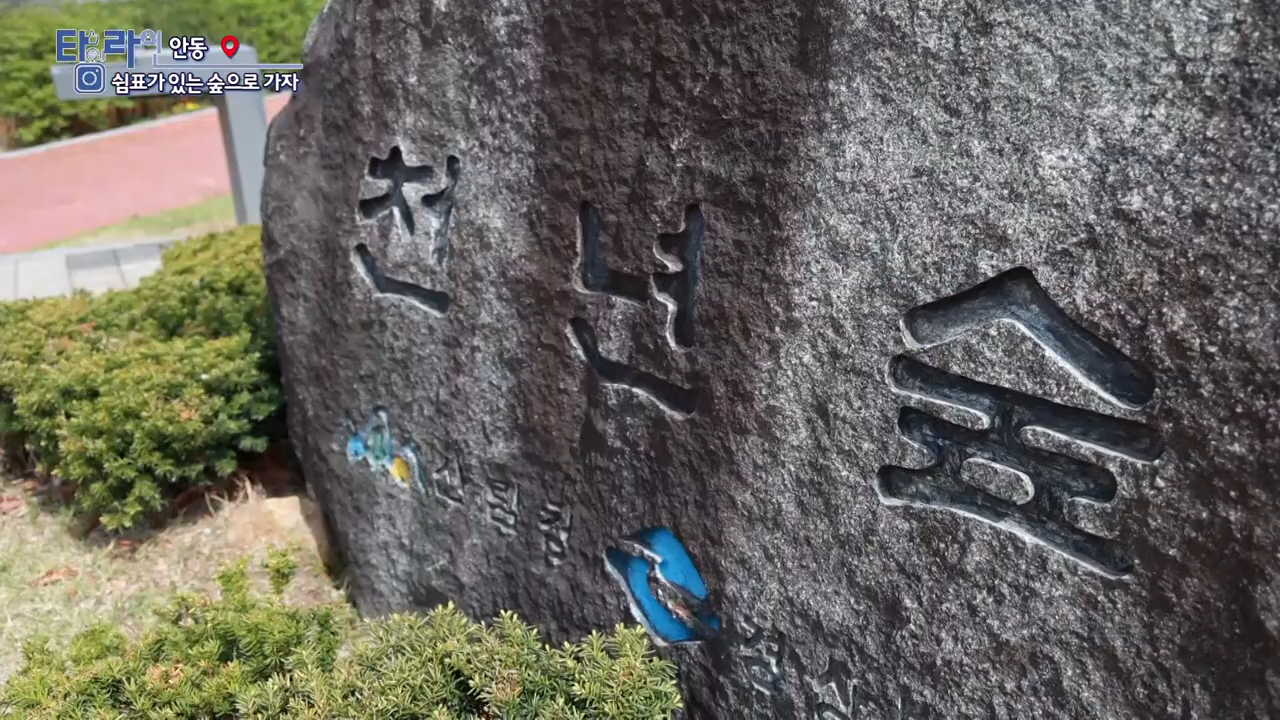 타라의 안동
쉼표가 있는 숲으로 가자
천년숲